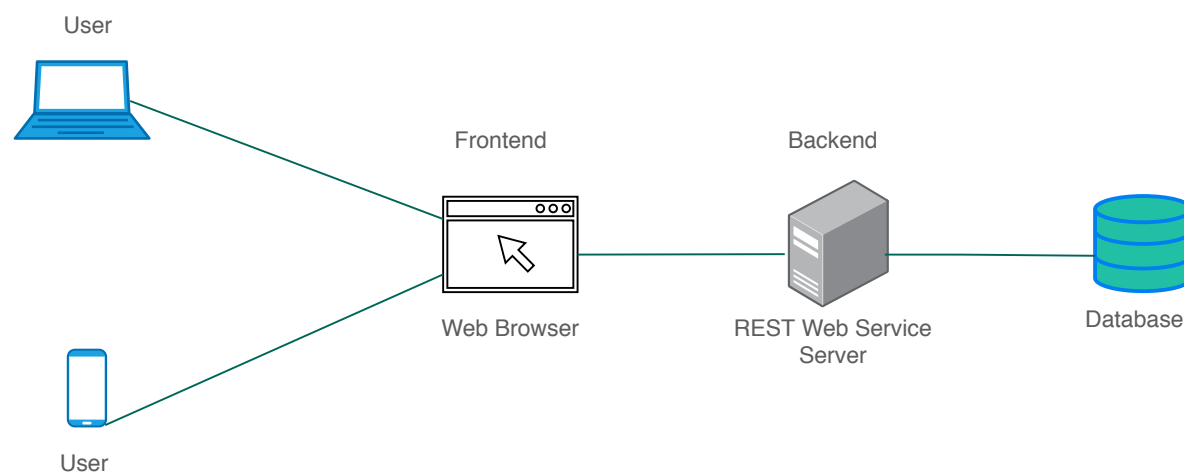 User
Frontend
Backend
Web Browser
REST Web Service
Server
Database
User